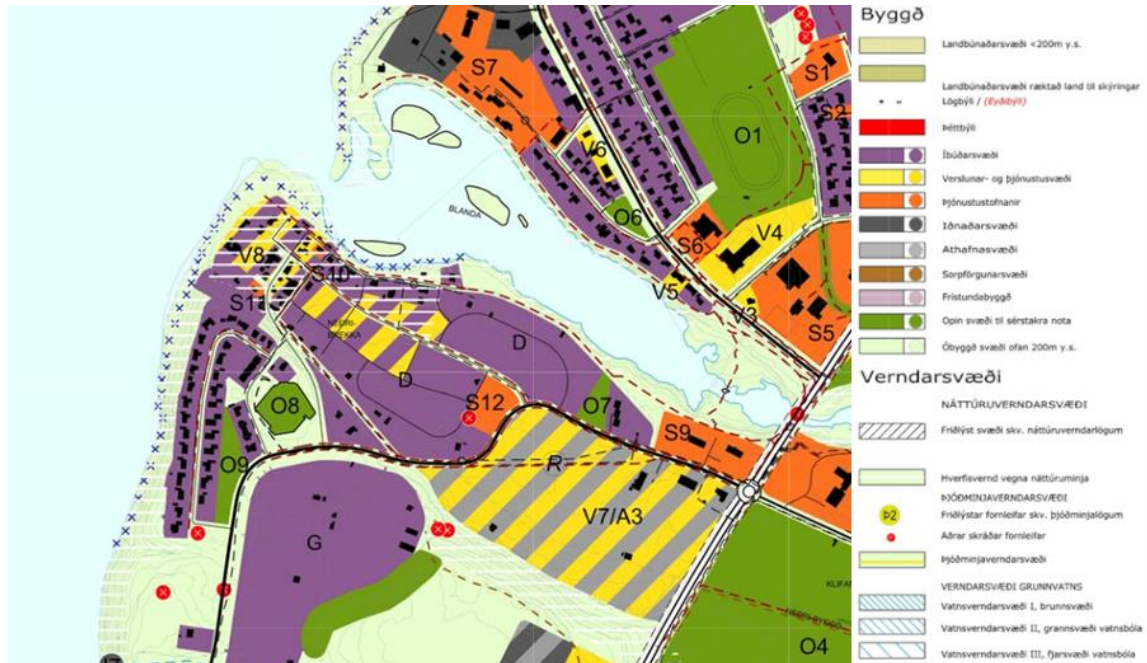 S7
V6
O1
S1
S2
O6
S6
V4
BLANDA
V5
V3
S5
V8
S10
S11
NEÐRI-
BREKKA
D
D
S12
O7
O8
O9
S9
R
V7/A3
G
KLIFA
O4
Byggð
Landbúnaðarsvæði <200m y.s.
Landbúnaðarsvæði ræktað land til skýringar
Lögbýli / (Eyðibýli)
Þéttbýli
Íbúðarsvæði
Verslunar- og þjónustusvæði
Þjónustustofnanir
Iðnaðarsvæði
Athafnasvæði
Sorpförgunarsvæði
Frístundabyggð
Opin svæði til sérstakra nota
Óbyggð svæði ofan 200m y.s.
Verndarsvæði
NÁTTÚRUVERNDARSVÆÐI
Friðlýst svæði skv. náttúruverndarlögum
Hverfisvernd vegna náttúruminja
ÞJÓÐMINJAVERNDARSVÆÐI
Þ2
Friðlýstar fornleifar skv. þjóðminjalögum
Aðrar skráðar fornleifar
Þjóðminjaverndarsvæði
VERNDARSVÆÐI GRUNNVATNS
Vatnsverndarsvæði I, brunnsvæði
Vatnsverndarsvæði II, grannsvæði vatnsbóla
Vatnsverndarsvæði III, fjarsvæði vatnsbóla